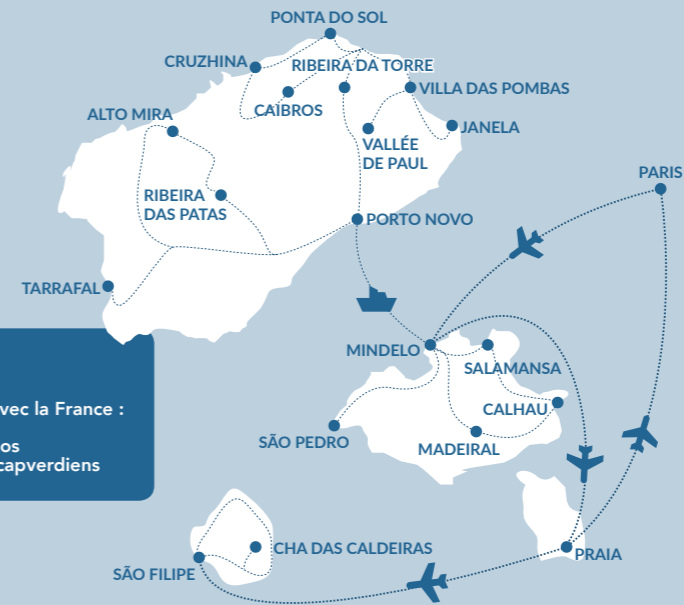 PONTA DO SOL
CRUZHINA
RIBEIRA DA TORRE
CAIBROS
VILLA DAS POMBAS
ALTO MIRA
JANELA
VALLÉE
DE PAUL
PARIS
RIBEIRA
DAS PATAS
PORTO NOVO
TARRAFAL
MINDELO
SALAMANSA
vec la France :
CALHAU
os
SÃO PEDRO
MADEIRAL
capverdiens
CHA DAS CALDEIRAS
PRAIA
SÃO FILIPE